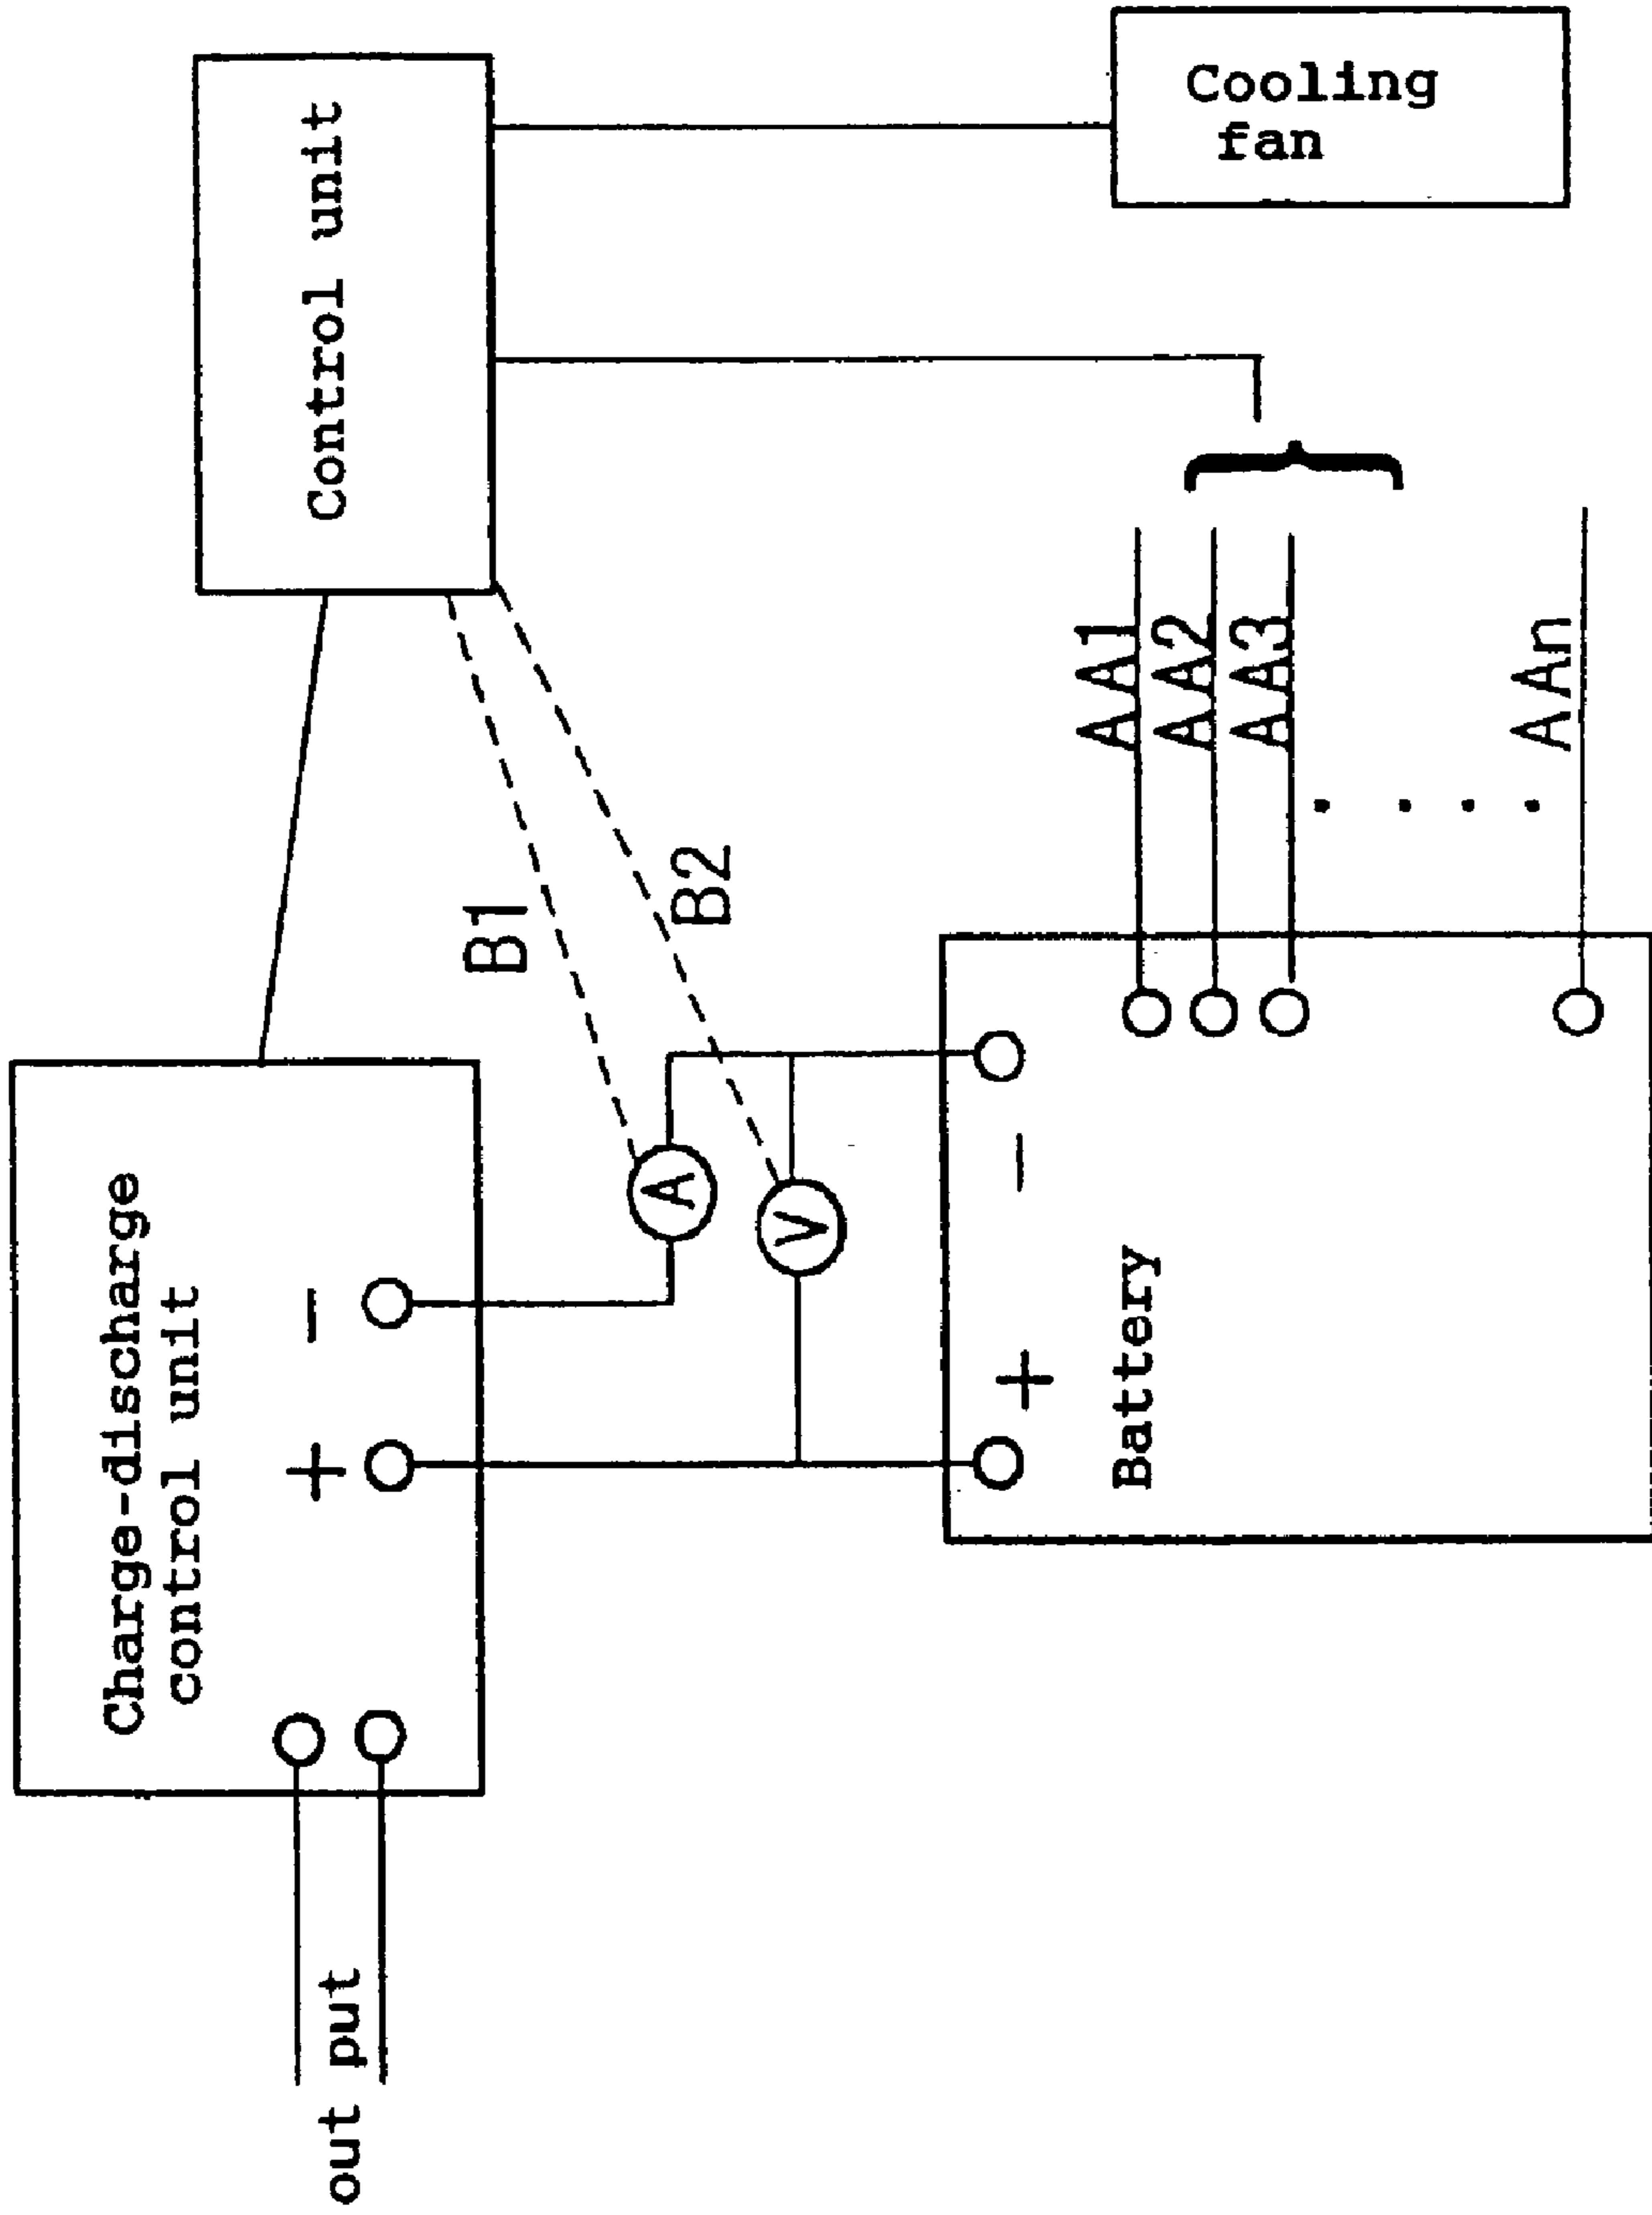 Charge-discharge
control unit
+
−
out put
Control unit
Cooling
fan
B1
B2
A
V
+
−
Battery
AA1
AA2
AA3
. . . .
AAn